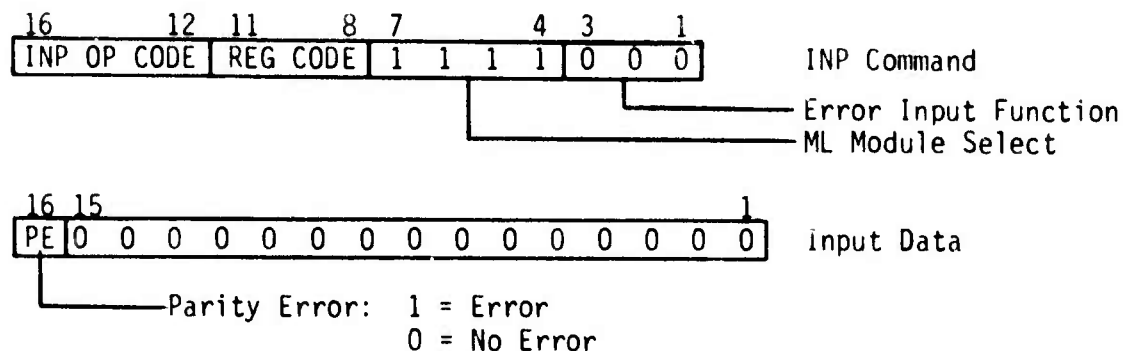 16 12 11 8 7 4 3 1
INP OP CODE REG CODE 1 1 1 1 0 0 0 INP Command
Error Input Function
ML Module Select
16 15 1
PE 0 0 0 0 0 0 0 0 0 0 0 0 0 0 0 Input Data
Parity Error: 1 = Error
0 = No Error